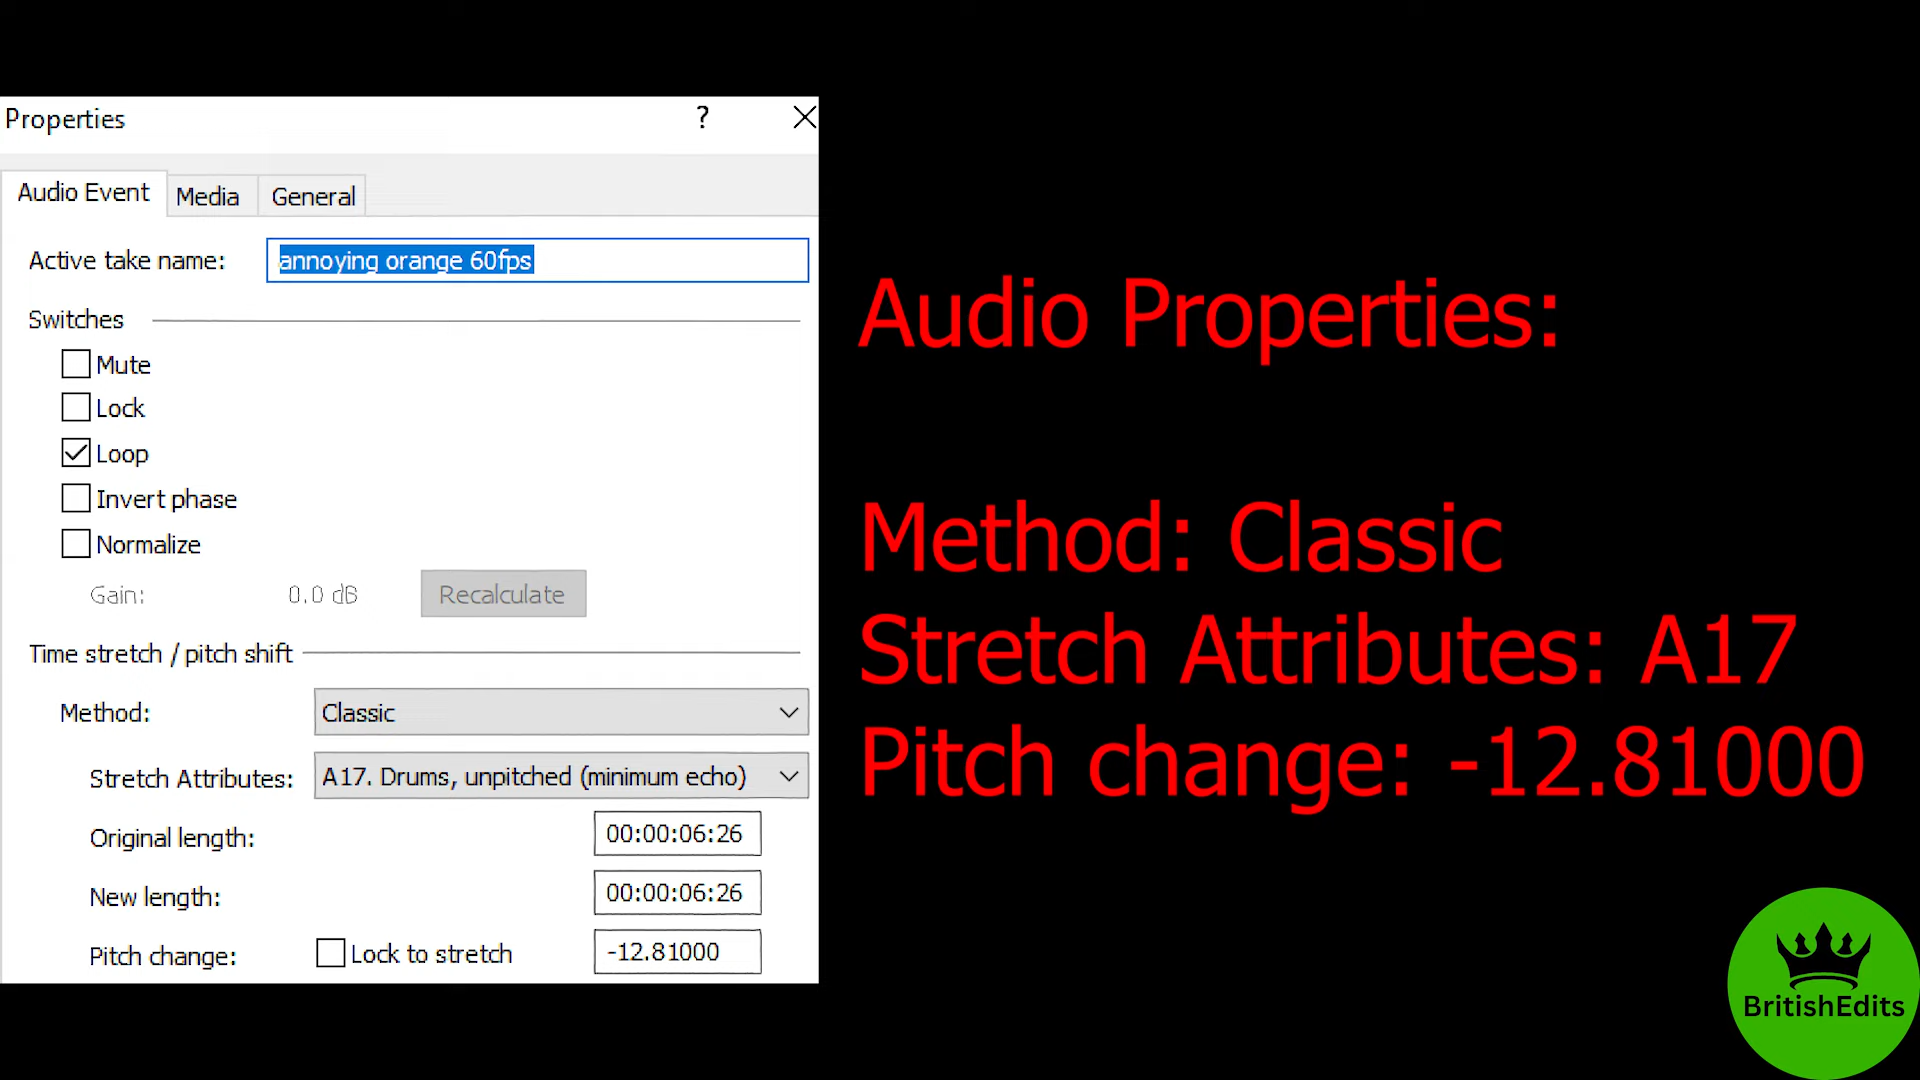 Properties
?
Audio Event
Media
General
Active take name:
annoying orange 60fps
Switches
Mute
Lock
Loop
Invert phase
Normalize
Gain:
0.0 dB
Recalculate
Time stretch / pitch shift
Method:
Classic
Stretch Attributes:
A17. Drums, unpitched (minimum echo)
Original length:
00:00:06:26
New length:
00:00:06:26
Pitch change:
Lock to stretch
-12.81000
Audio Properties:
Method: Classic
Stretch Attributes: A17
Pitch change: -12.81000
BritishEdits